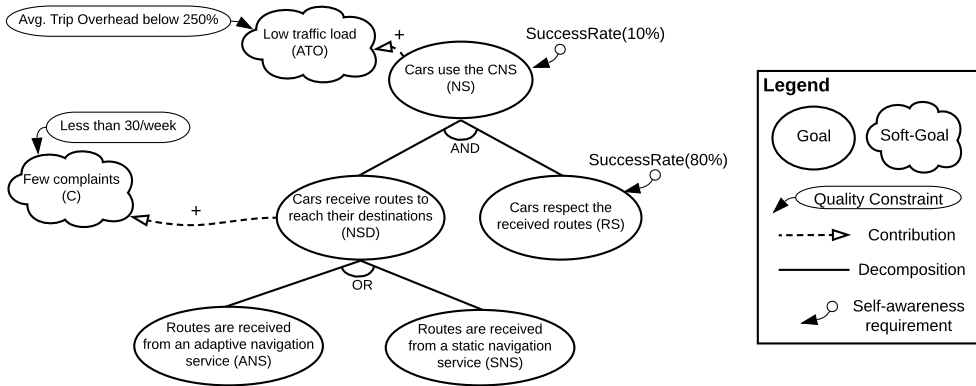 Avg. Trip Overhead below 250%
Low traffic load
(ATO)
+
SuccessRate(10%)
Cars use the CNS
(NS)
AND
Less than 30/week
Few complaints
(C)
+
SuccessRate(80%)
Cars receive routes to
reach their destinations
(NSD)
Cars respect the
received routes (RS)
OR
Routes are received
from an adaptive navigation
service (ANS)
Routes are received
from a static navigation
service (SNS)
Legend
Goal
Soft-Goal
Quality Constraint
Contribution
Decomposition
Self-awareness
requirement